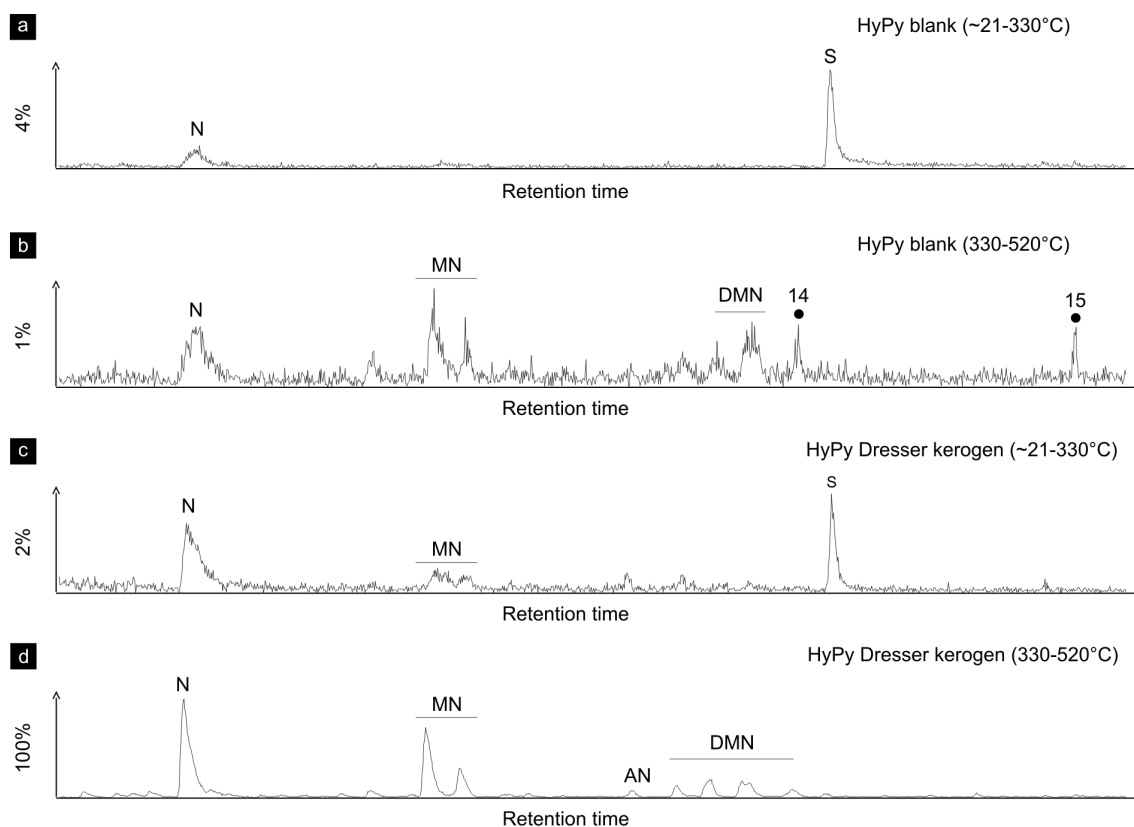 a
HyPy blank (~21-330°C)
4%
N
S
Retention time
b
HyPy blank (330-520°C)
1%
N
MN
DMN
14
15
Retention time
c
HyPy Dresser kerogen (~21-330°C)
2%
N
MN
S
Retention time
d
HyPy Dresser kerogen (330-520°C)
100%
N
MN
AN
DMN
Retention time